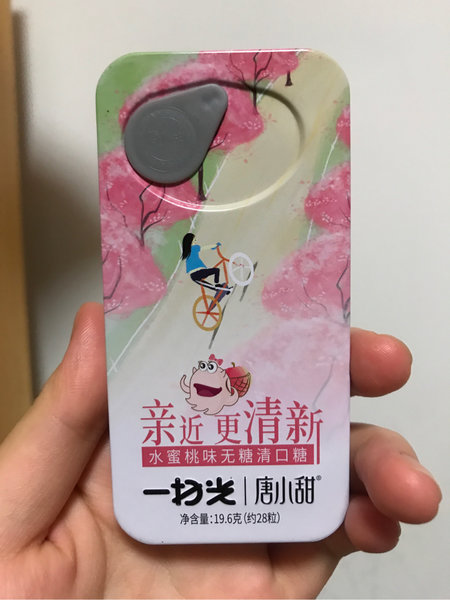 亲近 更清新
水蜜桃味无糖清口糖
一扫光 | 唐小甜®
净含量:19.6克(约28粒)